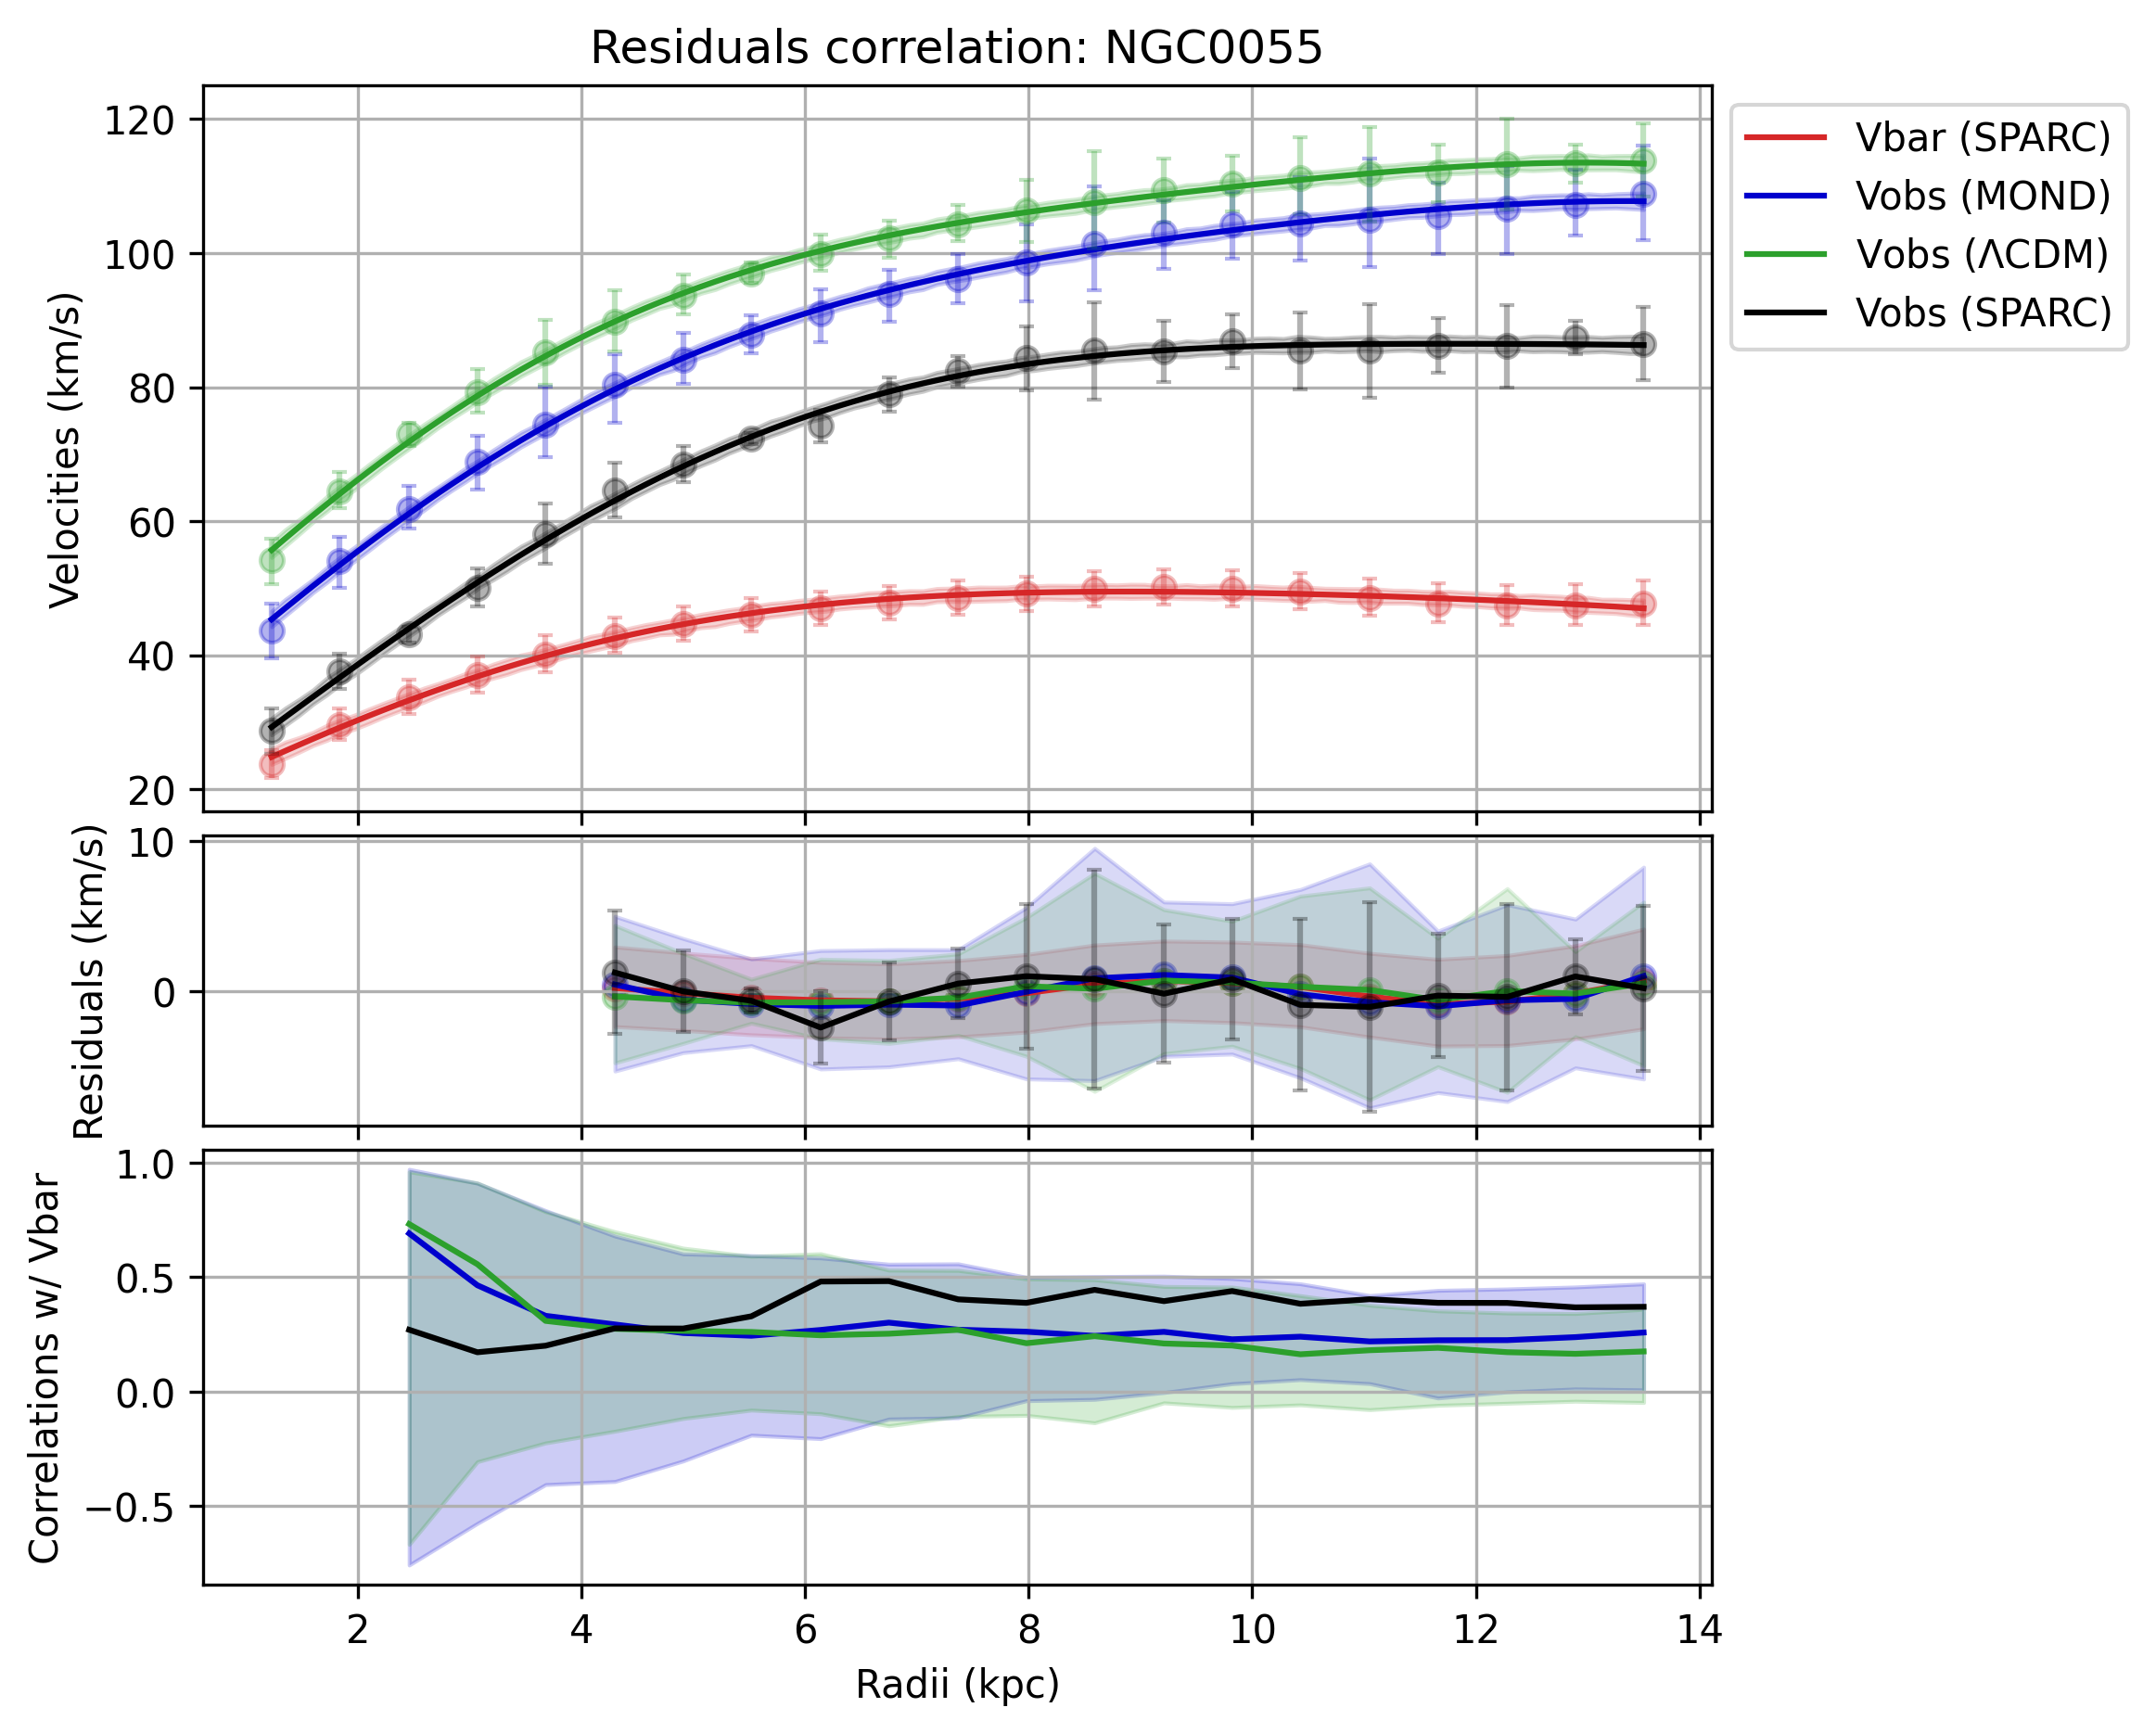 Residuals correlation: NGC0055
120
100
80
60
40
20
Velocities (km/s)
Vbar (SPARC)
Vobs (MOND)
Vobs (ΛCDM)
Vobs (SPARC)
10
0
Residuals (km/s)
1.0
0.5
0.0
−0.5
Correlations w/ Vbar
2 4 6 8 10 12 14
Radii (kpc)